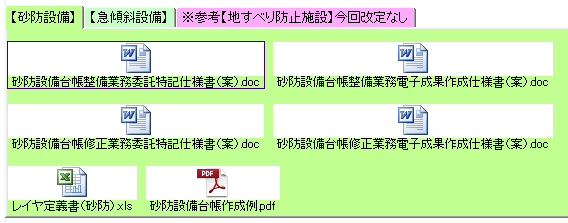 【砂防設備】
【急傾斜設備】
※参考【地すべり防止施設】今回改定なし
砂防設備台帳整備業務委託特記仕様書(案).doc
砂防設備台帳整備業務電子成果作成仕様書(案).doc
砂防設備台帳修正業務委託特記仕様書(案).doc
砂防設備台帳修正業務電子成果作成仕様書(案).doc
PDF
レイヤ定義書(砂防).xls
砂防設備台帳作成例.pdf